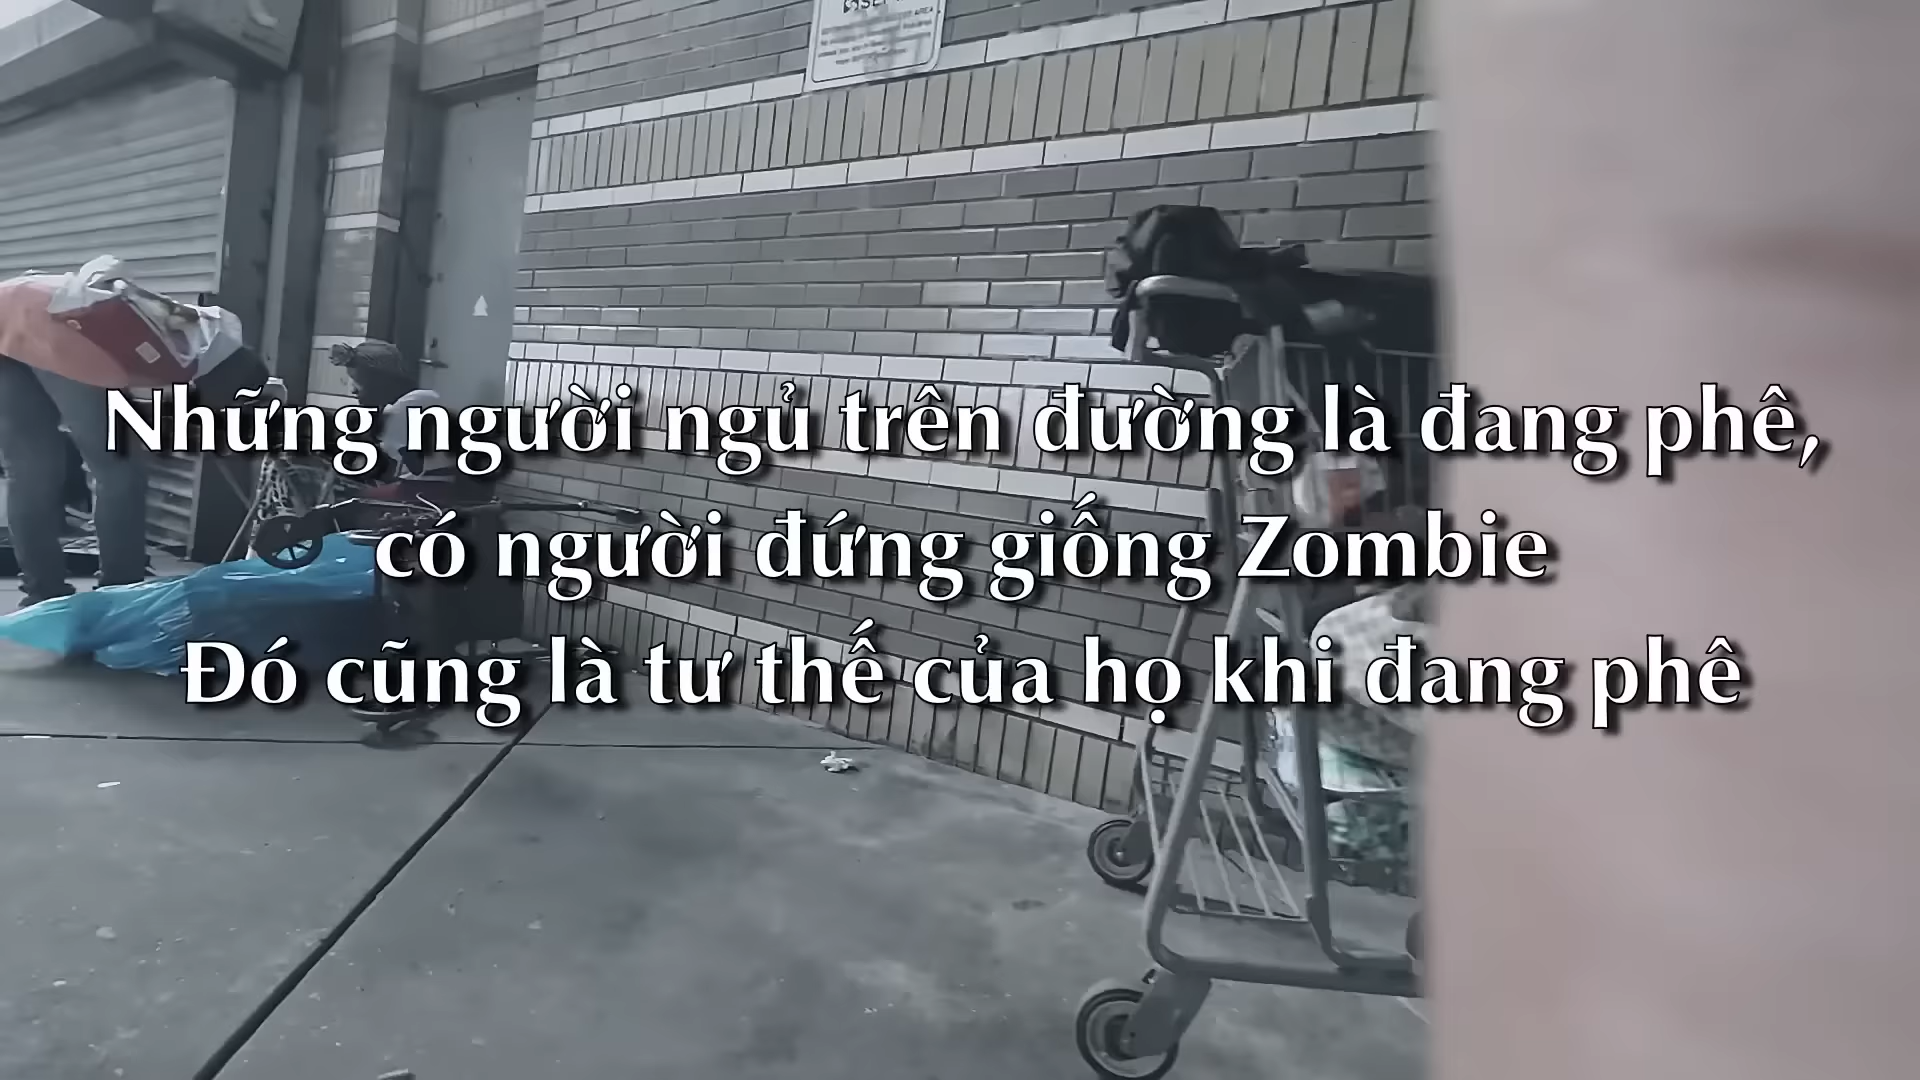 Những người ngủ trên đường là đang phê,
có người đứng giống Zombie
Đó cũng là tư thế của họ khi đang phê